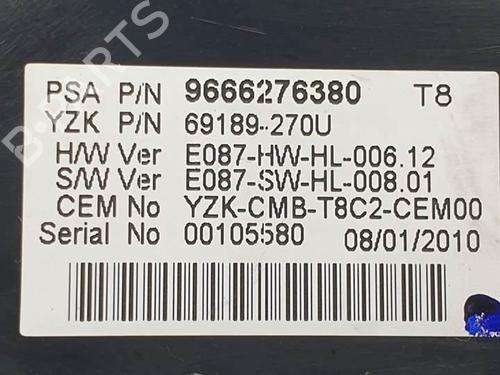 PSA P/N 9666276380 T8
YZK P/N 69189-270U
H/W Ver E087-HW-HL-006.12
S/W Ver E087-SW-HL-008.01
CEM No YZK-CMB-T8C2-CEM00
Serial No 00105580 08/01/2010
B-PARTS